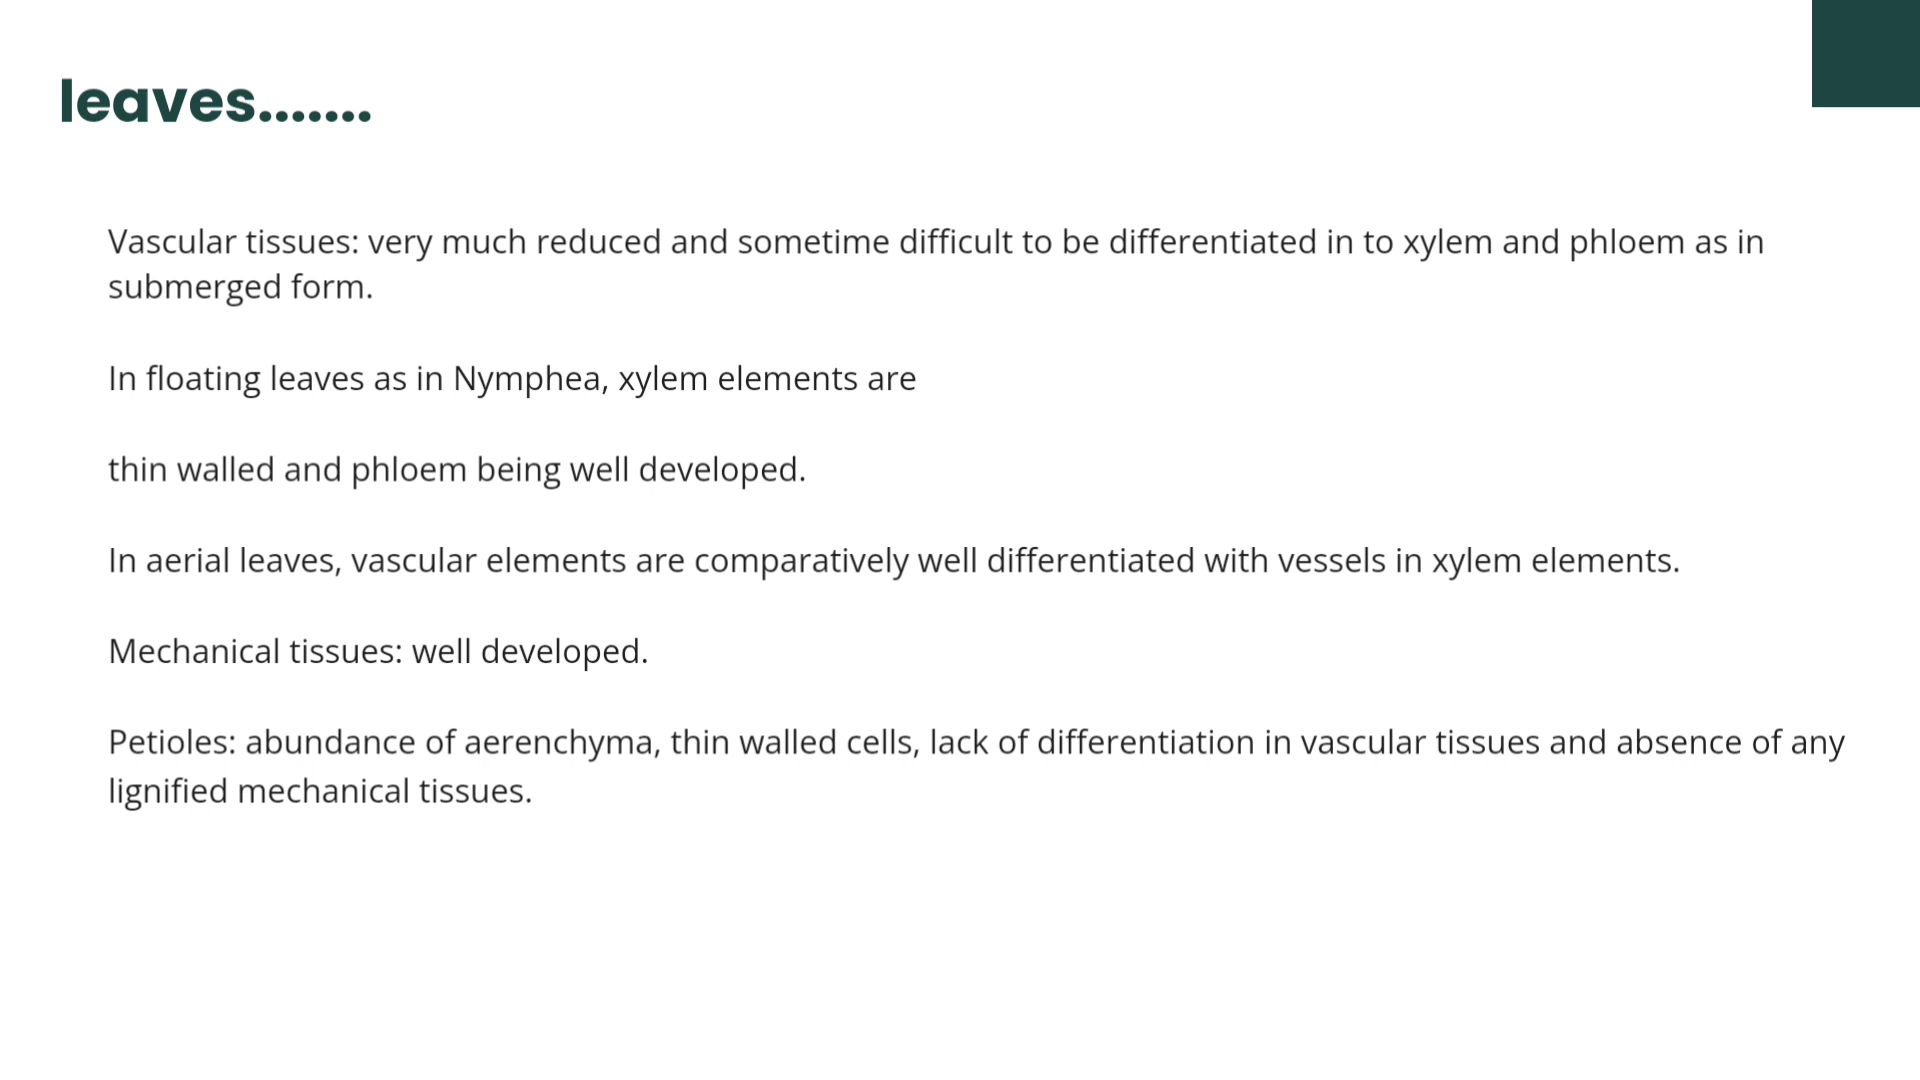 leaves.......
Vascular tissues: very much reduced and sometime difficult to be differentiated in to xylem and phloem as in
submerged form.
In floating leaves as in Nymphea, xylem elements are
thin walled and phloem being well developed.
In aerial leaves, vascular elements are comparatively well differentiated with vessels in xylem elements.
Mechanical tissues: well developed.
Petioles: abundance of aerenchyma, thin walled cells, lack of differentiation in vascular tissues and absence of any
lignified mechanical tissues.